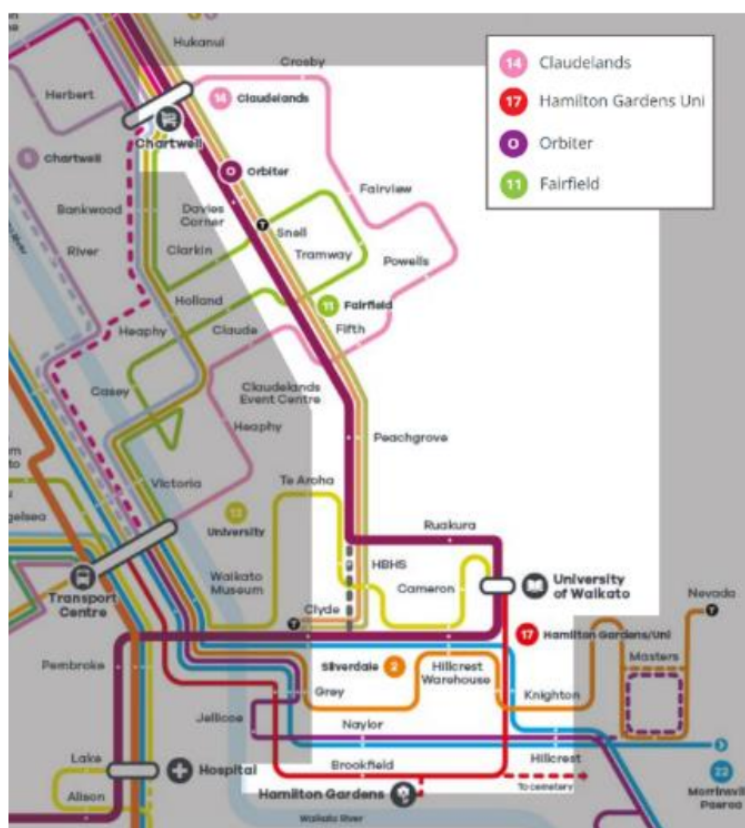 Hukanui
Crosby
14 Claudelands
17 Hamilton Gardens Uni
O Orbiter
11 Fairfield
Herbert
14 Claudelands
Chartwell
Chartwell
O Orbiter
Fairview
Bankwood
Davies
Corner
Snell
River
Clarkin
Tramway
Powells
Holland
11 Fairfield
Heaphy
Claude
Fifth
Casey
Claudelands
Event Centre
Heaphy
Peachgrove
Victoria
Te Aroha
University
Ruakura
HBHS
Waikato
Museum
Cameron
University
of Waikato
Nevada
Transport
Centre
Clyde
17 Hamilton Gardens/Uni
Masters
Pembroke
Silverdale 2
Hillcrest
Warehouse
Grey
Knighton
Jellicoe
Naylor
Lake
Hospital
Brookfield
Hillcrest
22
Alison
Hamilton Gardens
To cemetery
Morrinsvil
Paeroa
Waikato River